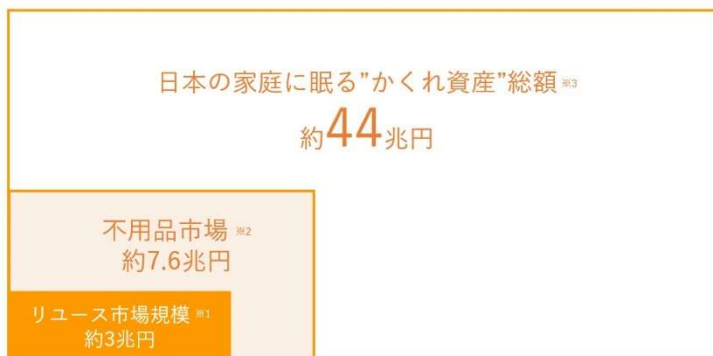 日本の家庭に眠る”かくれ資産”総額※3
約44兆円
不用品市場 ※2
約7.6兆円
リユース市場規模 ※1
約3兆円